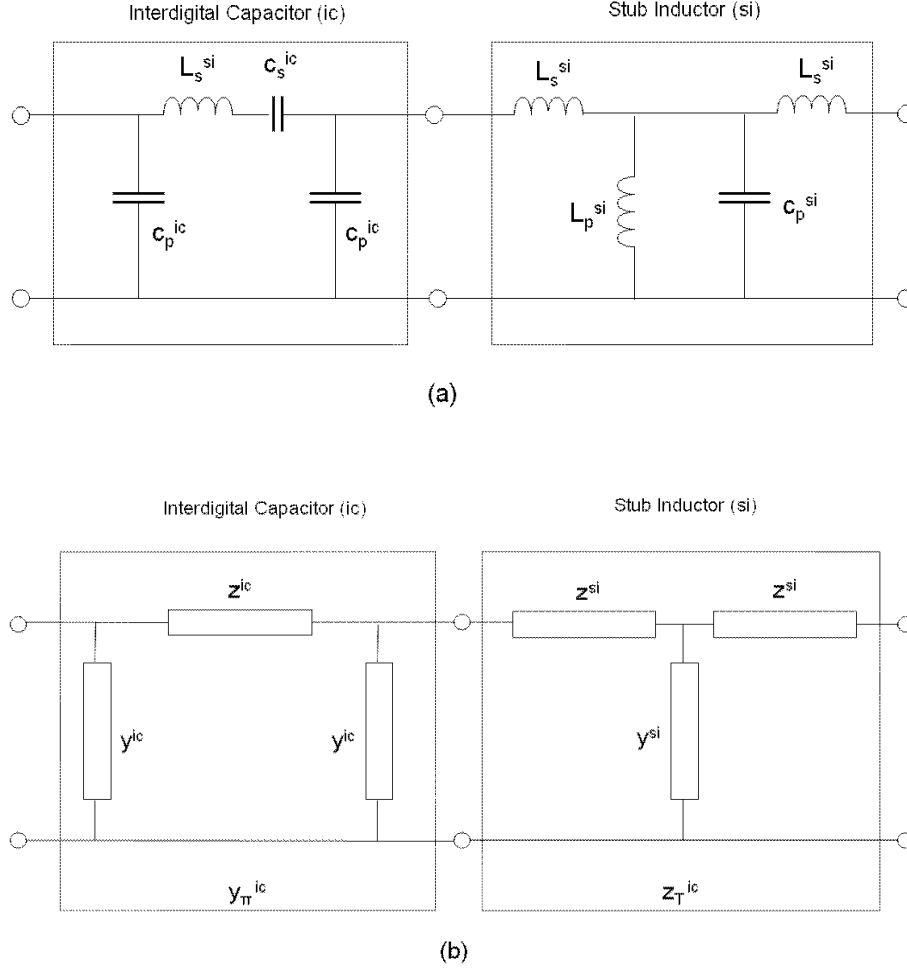 Interdigital Capacitor (ic) Stub Inductor (si)
L_s^si c_s^ic L_s^si L_s^si
c_p^ic c_p^ic L_p^si c_p^si
(a)
Interdigital Capacitor (ic) Stub Inductor (si)
z^ic z^si z^si
y^ic y^ic y^si
y_π^ic z_T^ic
(b)